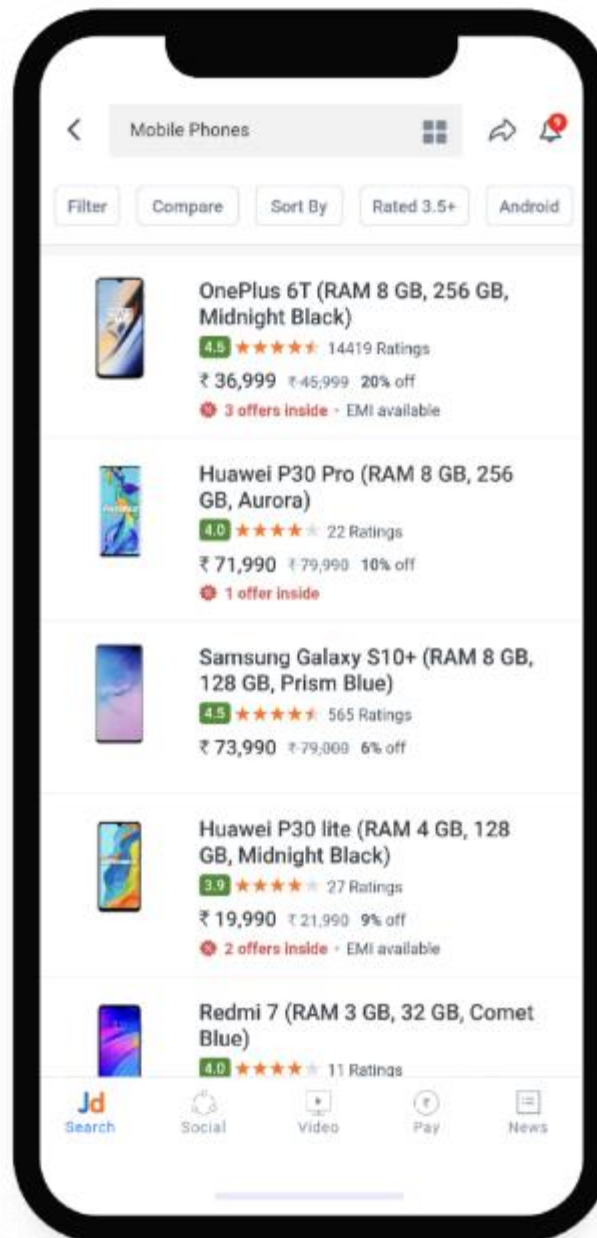 Mobile Phones
9
Filter
Compare
Sort By
Rated 3.5+
Android
OnePlus 6T (RAM 8 GB, 256 GB,
Midnight Black)
4.5 14419 Ratings
₹ 36,999 ₹ 45,999 20% off
3 offers inside • EMI available
Huawei P30 Pro (RAM 8 GB, 256
GB, Aurora)
4.0 22 Ratings
₹ 71,990 ₹ 79,990 10% off
1 offer inside
Samsung Galaxy S10+ (RAM 8 GB,
128 GB, Prism Blue)
4.5 565 Ratings
₹ 73,990 ₹ 79,000 6% off
Huawei P30 lite (RAM 4 GB, 128
GB, Midnight Black)
3.9 27 Ratings
₹ 19,990 ₹ 21,990 9% off
2 offers inside • EMI available
Redmi 7 (RAM 3 GB, 32 GB, Comet
Blue)
4.0 11 Ratings
Jd
Search
Social
Video
₹
Pay
News